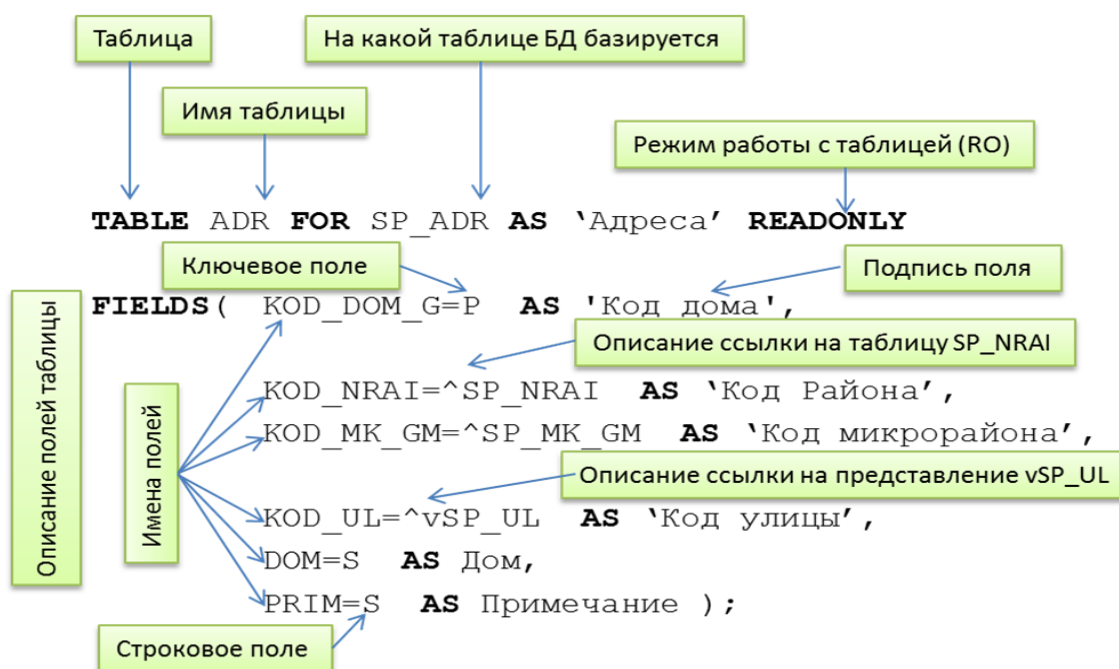 Таблица
На какой таблице БД базируется
Имя таблицы
Режим работы с таблицей (RO)
TABLE ADR FOR SP_ADR AS ‘Адреса’ READONLY
Ключевое поле
Подпись поля
FIELDS( KOD_DOM_G=P AS 'Код дома',
Описание ссылки на таблицу SP_NRAI
KOD_NRAI=^SP_NRAI AS ‘Код Района’,
KOD_MK_GM=^SP_MK_GM AS ‘Код микрорайона’,
Описание ссылки на представление vSP_UL
KOD_UL=^vSP_UL AS ‘Код улицы’,
DOM=S AS Дом,
PRIM=S AS Примечание );
Строковое поле
Описание полей таблицы
Имена полей